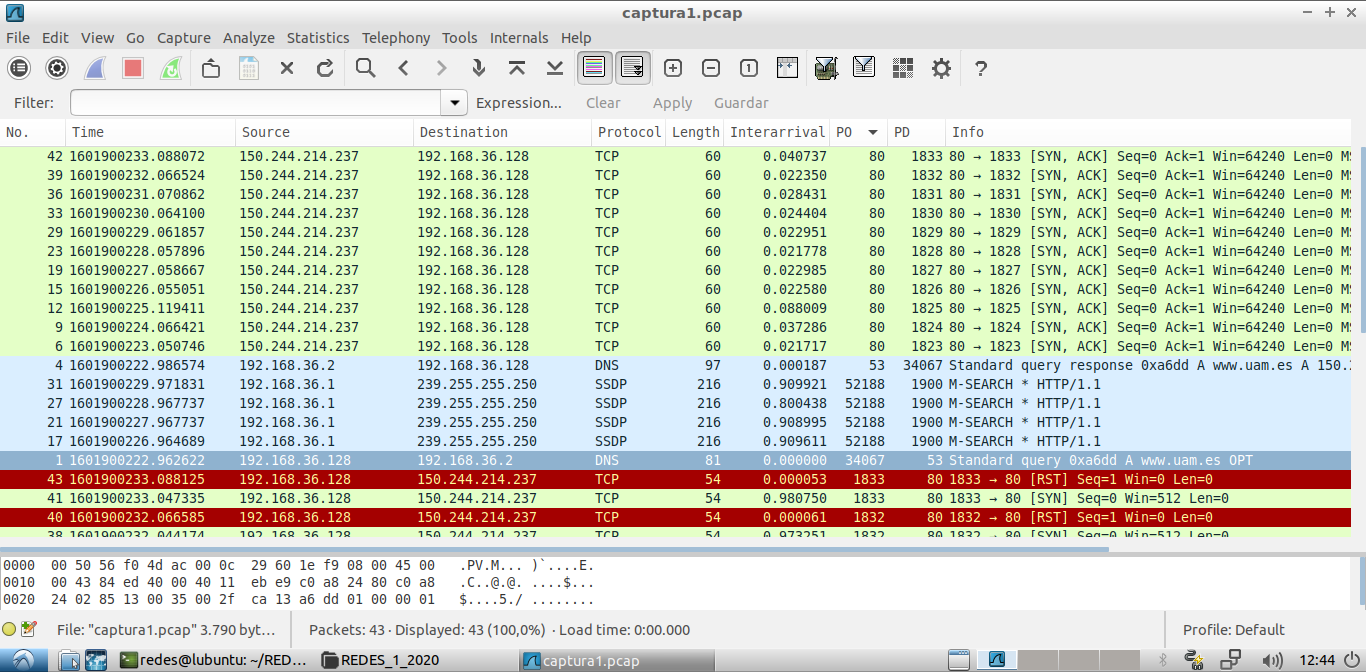 captura1.pcap
File Edit View Go Capture Analyze Statistics Telephony Tools Internals Help
Filter: Expression... Clear Apply Guardar
No. Time Source Destination Protocol Length Interarrival PO PD Info
42 1601900233.088072 150.244.214.237 192.168.36.128 TCP 60 0.040737 80 1833 80 → 1833 [SYN, ACK] Seq=0 Ack=1 Win=64240 Len=0 MS
39 1601900232.066524 150.244.214.237 192.168.36.128 TCP 60 0.022350 80 1832 80 → 1832 [SYN, ACK] Seq=0 Ack=1 Win=64240 Len=0 MS
36 1601900231.070862 150.244.214.237 192.168.36.128 TCP 60 0.028431 80 1831 80 → 1831 [SYN, ACK] Seq=0 Ack=1 Win=64240 Len=0 MS
33 1601900230.064100 150.244.214.237 192.168.36.128 TCP 60 0.024404 80 1830 80 → 1830 [SYN, ACK] Seq=0 Ack=1 Win=64240 Len=0 MS
29 1601900229.061857 150.244.214.237 192.168.36.128 TCP 60 0.022951 80 1829 80 → 1829 [SYN, ACK] Seq=0 Ack=1 Win=64240 Len=0 MS
23 1601900228.057896 150.244.214.237 192.168.36.128 TCP 60 0.021778 80 1828 80 → 1828 [SYN, ACK] Seq=0 Ack=1 Win=64240 Len=0 MS
19 1601900227.058667 150.244.214.237 192.168.36.128 TCP 60 0.022985 80 1827 80 → 1827 [SYN, ACK] Seq=0 Ack=1 Win=64240 Len=0 MS
15 1601900226.055051 150.244.214.237 192.168.36.128 TCP 60 0.022580 80 1826 80 → 1826 [SYN, ACK] Seq=0 Ack=1 Win=64240 Len=0 MS
12 1601900225.119411 150.244.214.237 192.168.36.128 TCP 60 0.088009 80 1825 80 → 1825 [SYN, ACK] Seq=0 Ack=1 Win=64240 Len=0 MS
9 1601900224.066421 150.244.214.237 192.168.36.128 TCP 60 0.037286 80 1824 80 → 1824 [SYN, ACK] Seq=0 Ack=1 Win=64240 Len=0 MS
6 1601900223.050746 150.244.214.237 192.168.36.128 TCP 60 0.021717 80 1823 80 → 1823 [SYN, ACK] Seq=0 Ack=1 Win=64240 Len=0 MS
4 1601900222.986574 192.168.36.2 192.168.36.128 DNS 97 0.000187 53 34067 Standard query response 0xa6dd A www.uam.es A 150.
31 1601900229.971831 192.168.36.1 239.255.255.250 SSDP 216 0.909921 52188 1900 M-SEARCH * HTTP/1.1
27 1601900228.967737 192.168.36.1 239.255.255.250 SSDP 216 0.800438 52188 1900 M-SEARCH * HTTP/1.1
21 1601900227.967737 192.168.36.1 239.255.255.250 SSDP 216 0.908995 52188 1900 M-SEARCH * HTTP/1.1
17 1601900226.964689 192.168.36.1 239.255.255.250 SSDP 216 0.909611 52188 1900 M-SEARCH * HTTP/1.1
1 1601900222.962622 192.168.36.128 192.168.36.2 DNS 81 0.000000 34067 53 Standard query 0xa6dd A www.uam.es OPT
43 1601900233.088125 192.168.36.128 150.244.214.237 TCP 54 0.000053 1833 80 1833 → 80 [RST] Seq=1 Win=0 Len=0
41 1601900233.047335 192.168.36.128 150.244.214.237 TCP 54 0.980750 1833 80 1833 → 80 [SYN] Seq=0 Win=512 Len=0
40 1601900232.066585 192.168.36.128 150.244.214.237 TCP 54 0.000061 1832 80 1832 → 80 [RST] Seq=1 Win=0 Len=0
38 1601900232.044174 192.168.36.128 150.244.214.237 TCP 54 0.973251 1832 80 1832 → 80 [SYN] Seq=0 Win=512 Len=0
0000 00 50 56 f0 4d ac 00 0c 29 60 1e f9 08 00 45 00 .PV.M... )`....E.
0010 00 43 84 ed 40 00 40 11 eb e9 c0 a8 24 80 c0 a8 .C..@.@. ....$...
0020 24 02 85 13 00 35 00 2f ca 13 a6 dd 01 00 00 01 $....5./ ........
File: "captura1.pcap" 3.790 byt... Packets: 43 · Displayed: 43 (100,0%) · Load time: 0:00.000 Profile: Default
redes@lubuntu: ~/RED... REDES_1_2020 captura1.pcap 12:44